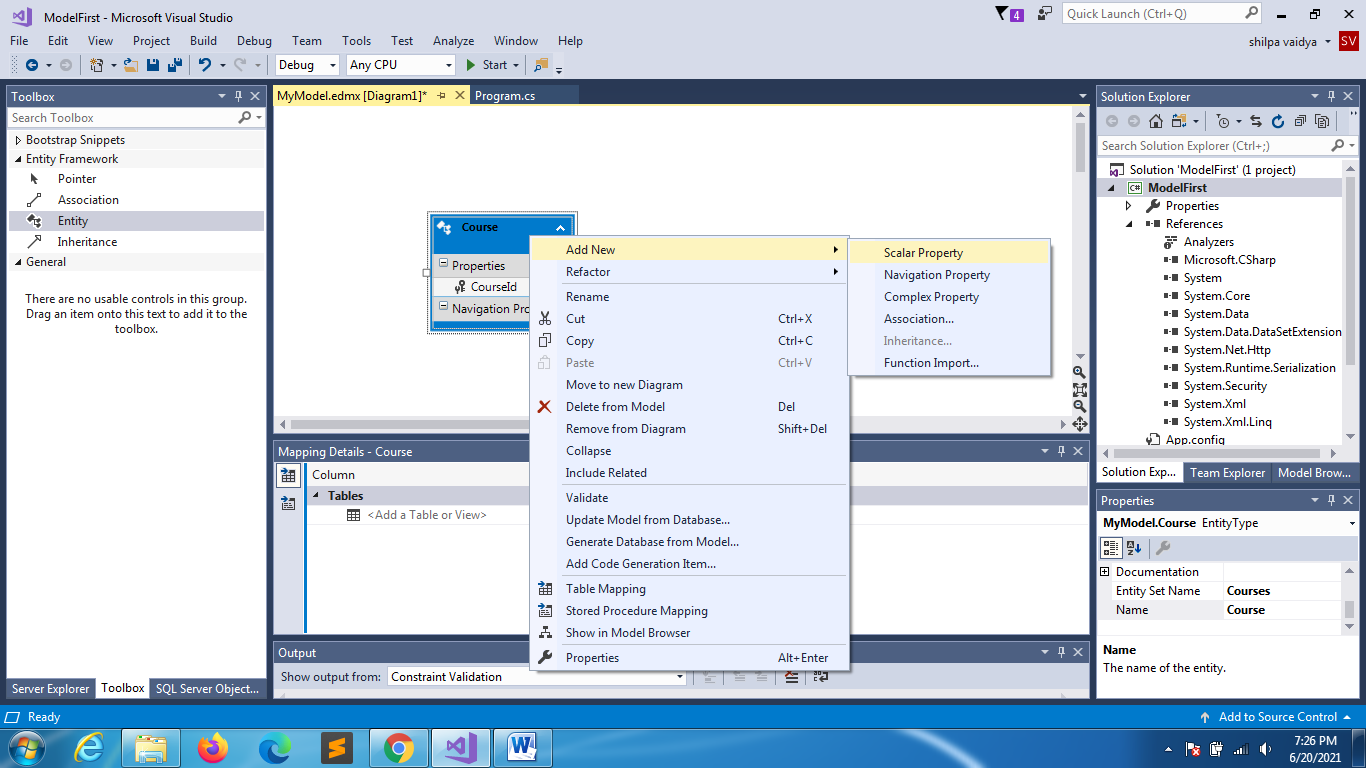 ModelFirst - Microsoft Visual Studio
4
Quick Launch (Ctrl+Q)
File Edit View Project Build Debug Team Tools Test Analyze Window Help
shilpa vaidya SV
Debug Any CPU Start
Toolbox
Search Toolbox
Bootstrap Snippets
Entity Framework
Pointer
Association
Entity
Inheritance
General
There are no usable controls in this group.
Drag an item onto this text to add it to the
toolbox.
Server Explorer Toolbox SQL Server Object...
MyModel.edmx [Diagram1]* Program.cs
Course
Properties
CourseId
Navigation Pro
Add New
Refactor
Rename
Cut Ctrl+X
Copy Ctrl+C
Paste Ctrl+V
Move to new Diagram
Delete from Model Del
Remove from Diagram Shift+Del
Collapse
Include Related
Validate
Update Model from Database...
Generate Database from Model...
Add Code Generation Item...
Table Mapping
Stored Procedure Mapping
Show in Model Browser
Properties Alt+Enter
Scalar Property
Navigation Property
Complex Property
Association...
Inheritance...
Function Import...
Mapping Details - Course
Column
Tables
<Add a Table or View>
Output
Show output from: Constraint Validation
Solution Explorer
Search Solution Explorer (Ctrl+;)
Solution 'ModelFirst' (1 project)
C# ModelFirst
Properties
References
Analyzers
Microsoft.CSharp
System
System.Core
System.Data
System.Data.DataSetExtension
System.Net.Http
System.Runtime.Serialization
System.Security
System.Xml
System.Xml.Linq
App.config
Solution Exp... Team Explorer Model Brow...
Properties
MyModel.Course EntityType
Documentation
Entity Set Name Courses
Name Course
Name
The name of the entity.
Ready
Add to Source Control
7:26 PM
6/20/2021